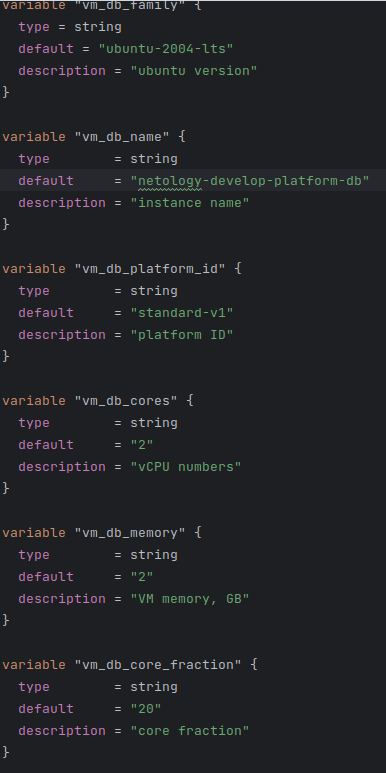 variable "vm_db_family" {
  type = string
  default = "ubuntu-2004-lts"
  description = "ubuntu version"
}
variable "vm_db_name" {
  type        = string
  default     = "netology-develop-platform-db"
  description = "instance name"
}
variable "vm_db_platform_id" {
  type        = string
  default     = "standard-v1"
  description = "platform ID"
}
variable "vm_db_cores" {
  type        = string
  default     = "2"
  description = "vCPU numbers"
}
variable "vm_db_memory" {
  type        = string
  default     = "2"
  description = "VM memory, GB"
}
variable "vm_db_core_fraction" {
  type        = string
  default     = "20"
  description = "core fraction"
}